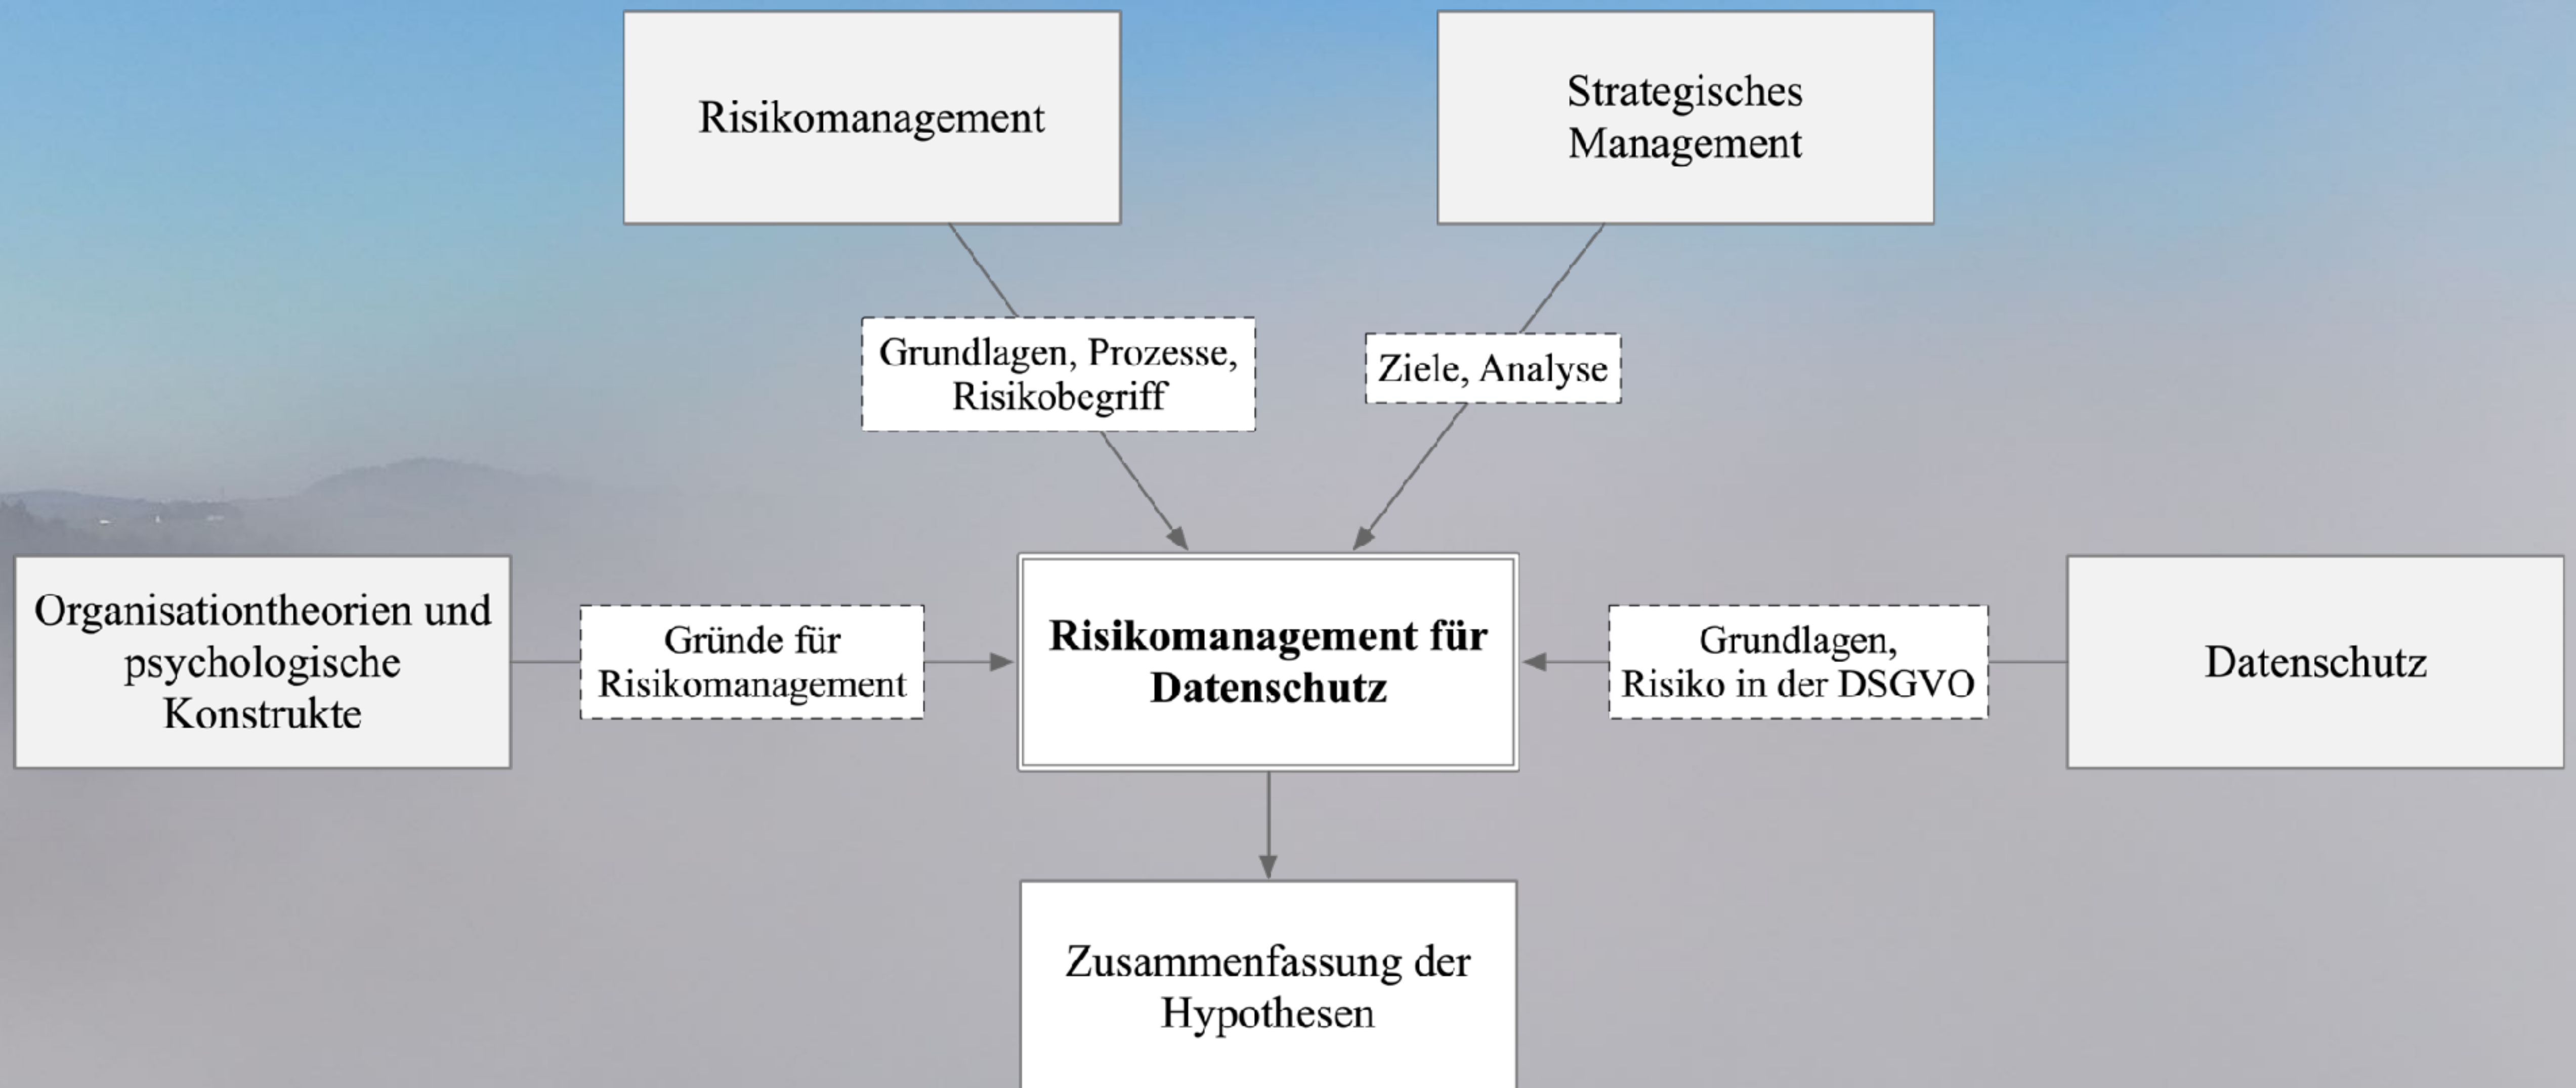 Risikomanagement
Strategisches
Management
Grundlagen, Prozesse,
Risikobegriff
Ziele, Analyse
Organisationtheorien und
psychologische
Konstrukte
Gründe für
Risikomanagement
Risikomanagement für
Datenschutz
Grundlagen,
Risiko in der DSGVO
Datenschutz
Zusammenfassung der
Hypothesen